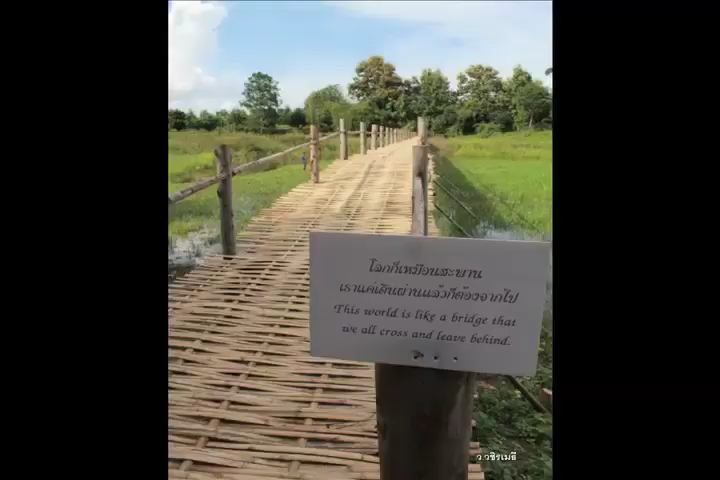 โลกก็เหมือนสะพาน
เราแค่เดินผ่านแล้วก็ต้องจากไป
This world is like a bridge that
we all cross and leave behind.
ว.วชิรเมธี